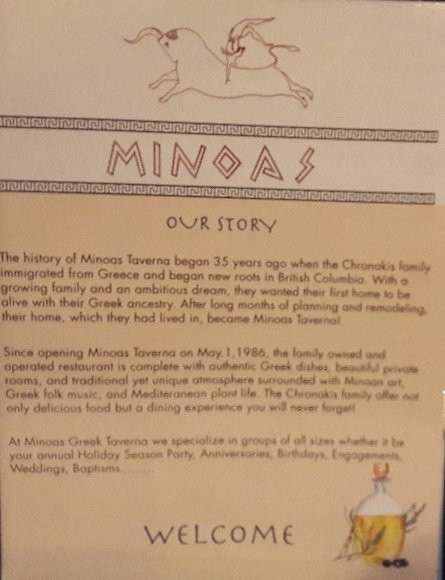 MINOAS
OUR STORY
The history of Minoas Taverna began 35 years ago when the Chronakis family
immigrated from Greece and began new roots in British Columbia. With a
growing family and an ambitious dream, they wanted their first home to be
alive with their Greek ancestry. After long months of planning and remodeling,
their home, which they had lived in, became Minoas Taverna!
Since opening Minoas Taverna on May.1,1986, the family owned and
operated restaurant is complete with authentic Greek dishes, beautiful private
rooms, and traditional yet unique atmosphere surrounded with Minoan art,
Greek folk music, and Mediteranean plant life. The Chronakis family offer not
only delicious food but a dining experience you will never forget!
At Minoas Greek Taverna we specialize in groups of all sizes whether it be
your annual Holiday Season Party, Anniversaries, Birthdays, Engagements,
Weddings, Baptisms.........
WELCOME